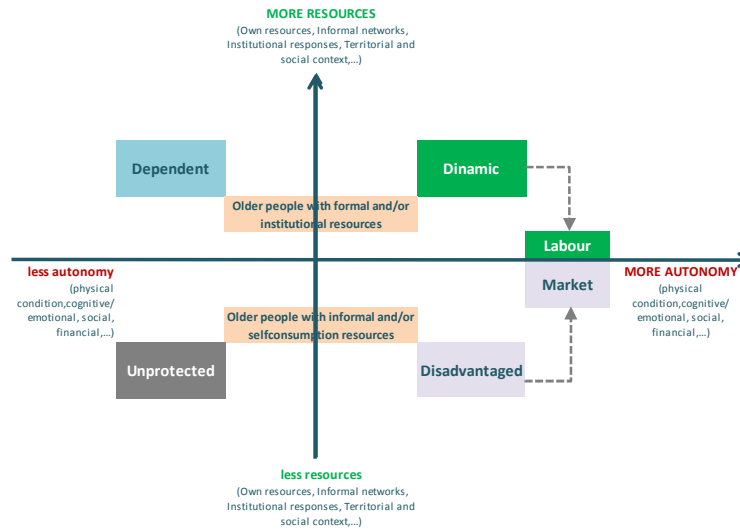 MORE RESOURCES
(Own resources, Informal networks,
Institutional responses, Territorial and
social context,...)
Dependent
Dinamic
Older people with formal and/or
institutional resources
Labour
Market
less autonomy
(physical
condition,cognitive/
emotional, social,
financial,...)
MORE AUTONOMY
(physical
condition,cognitive/
emotional, social,
financial,...)
Older people with informal and/or
selfconsumption resources
Unprotected
Disadvantaged
less resources
(Own resources, Informal networks,
Institutional responses, Territorial and
social context,...)